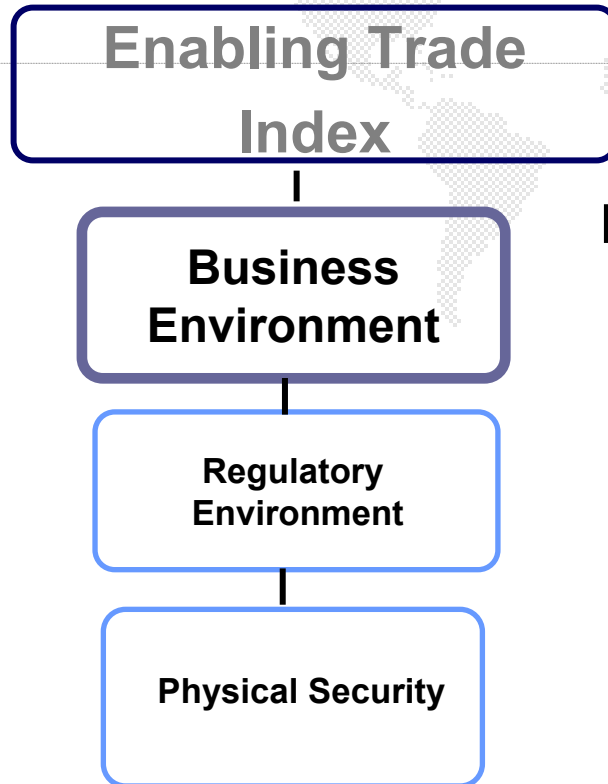 Enabling Trade
Index
Business
Environment
Regulatory
Environment
Physical Security